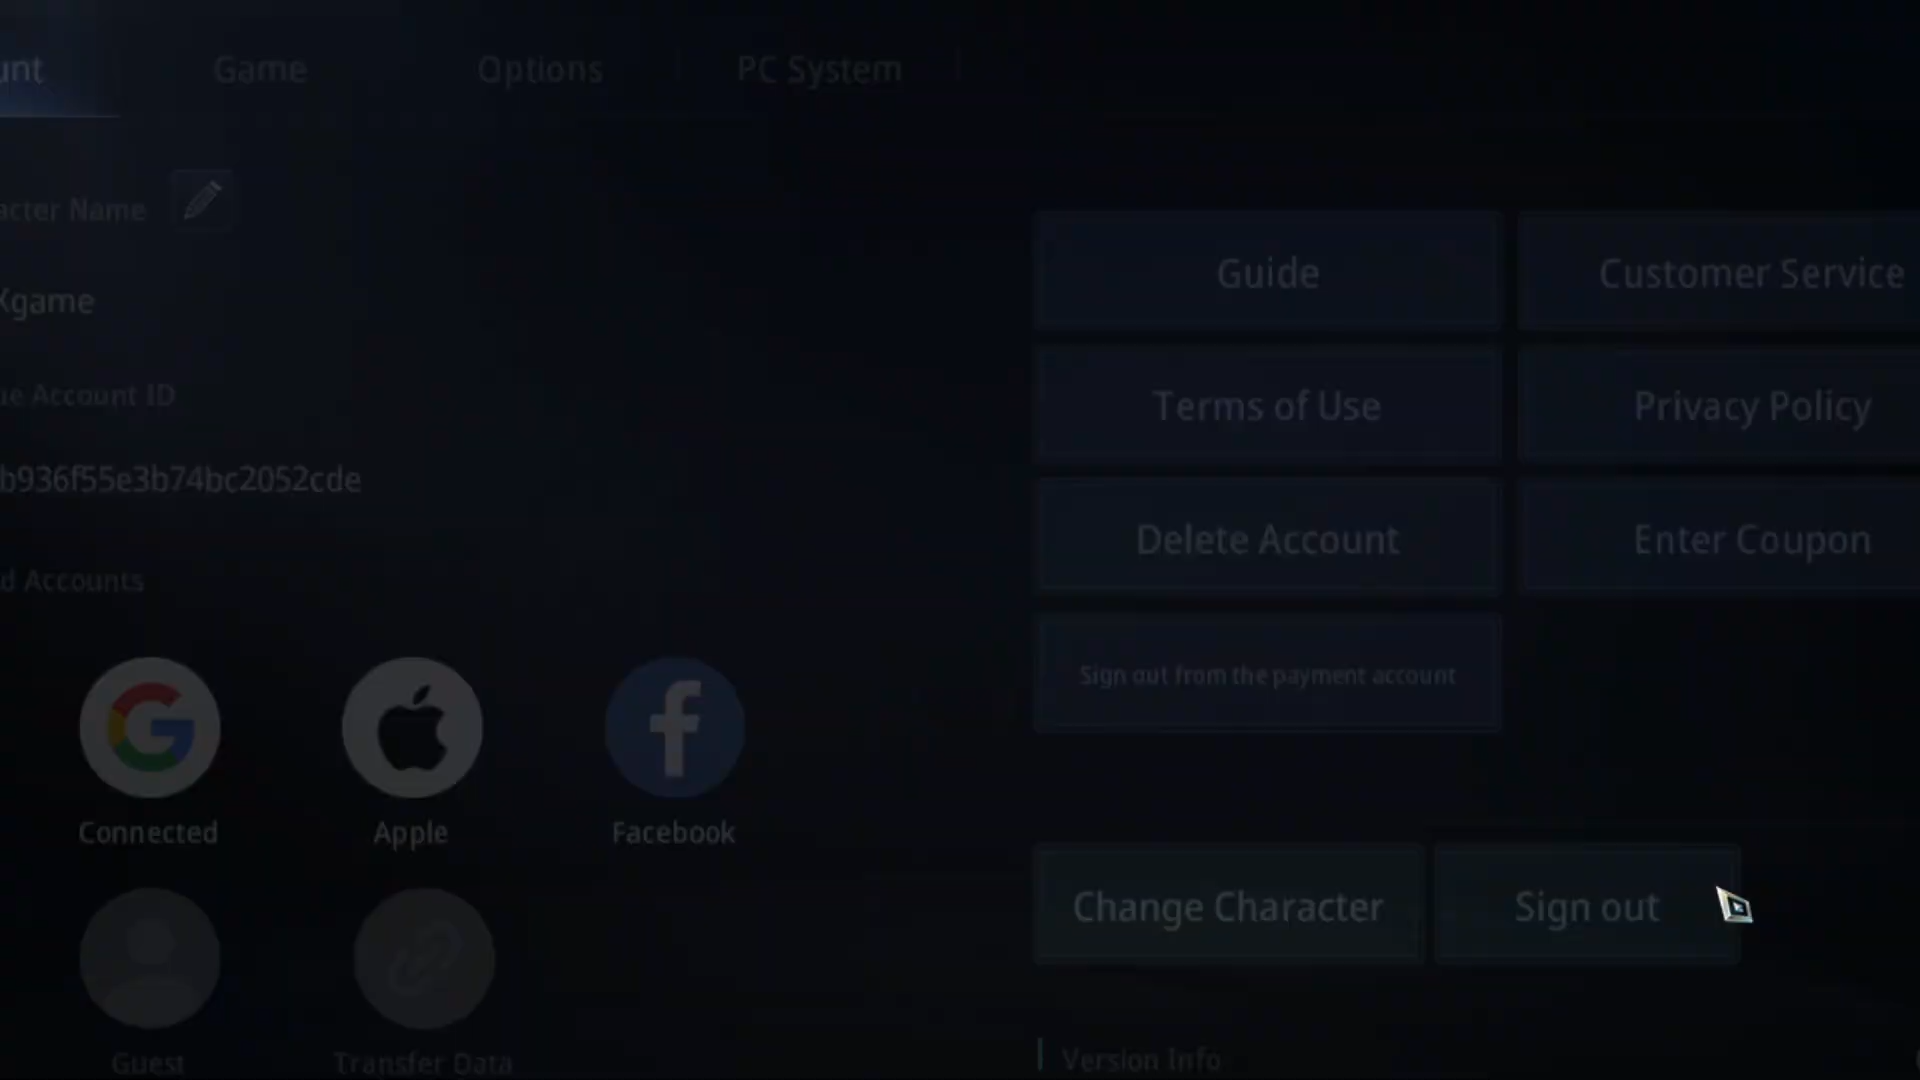 unt
Game
Options
PC System
acter Name
Xgame
ue Account ID
b936f55e3b74bc2052cde
d Accounts
Connected
Apple
Facebook
Guest
Transfer Data
Guide
Customer Service
Terms of Use
Privacy Policy
Delete Account
Enter Coupon
Sign out from the payment account
Change Character
Sign out
Version Info